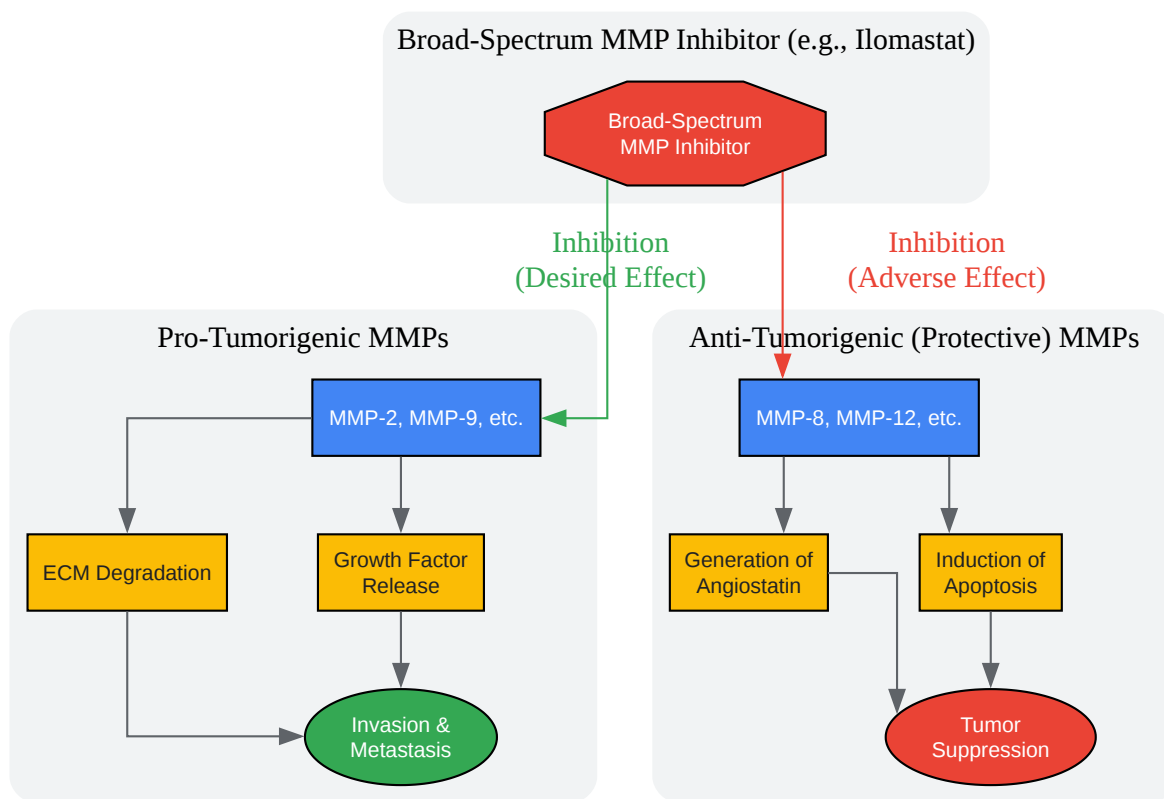 Broad-Spectrum MMP Inhibitor (e.g., Ilomastat)
Broad-Spectrum
MMP Inhibitor
Inhibition
(Desired Effect)
Inhibition
(Adverse Effect)
Pro-Tumorigenic MMPs
MMP-2, MMP-9, etc.
ECM Degradation
Growth Factor
Release
Invasion &
Metastasis
Anti-Tumorigenic (Protective) MMPs
MMP-8, MMP-12, etc.
Generation of
Angiostatin
Induction of
Apoptosis
Tumor
Suppression